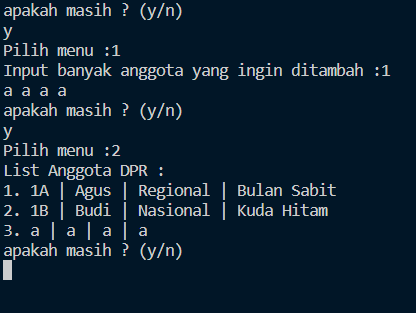 apakah masih ? (y/n)
y
Pilih menu :1
Input banyak anggota yang ingin ditambah :1
a a a a
apakah masih ? (y/n)
y
Pilih menu :2
List Anggota DPR :
1. 1A | Agus | Regional | Bulan Sabit
2. 1B | Budi | Nasional | Kuda Hitam
3. a | a | a | a
apakah masih ? (y/n)